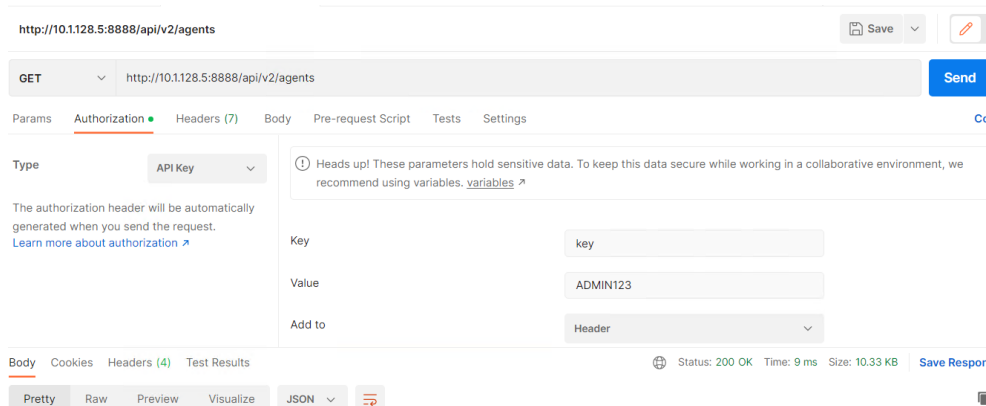 http://10.1.128.5:8888/api/v2/agents Save
GET http://10.1.128.5:8888/api/v2/agents Send
Params Authorization Headers (7) Body Pre-request Script Tests Settings Co
Type API Key
Heads up! These parameters hold sensitive data. To keep this data secure while working in a collaborative environment, we
recommend using variables. variables ↗
The authorization header will be automatically
generated when you send the request.
Learn more about authorization ↗
Key key
Value ADMIN123
Add to Header
Body Cookies Headers (4) Test Results Status: 200 OK Time: 9 ms Size: 10.33 KB Save Respon
Pretty Raw Preview Visualize JSON